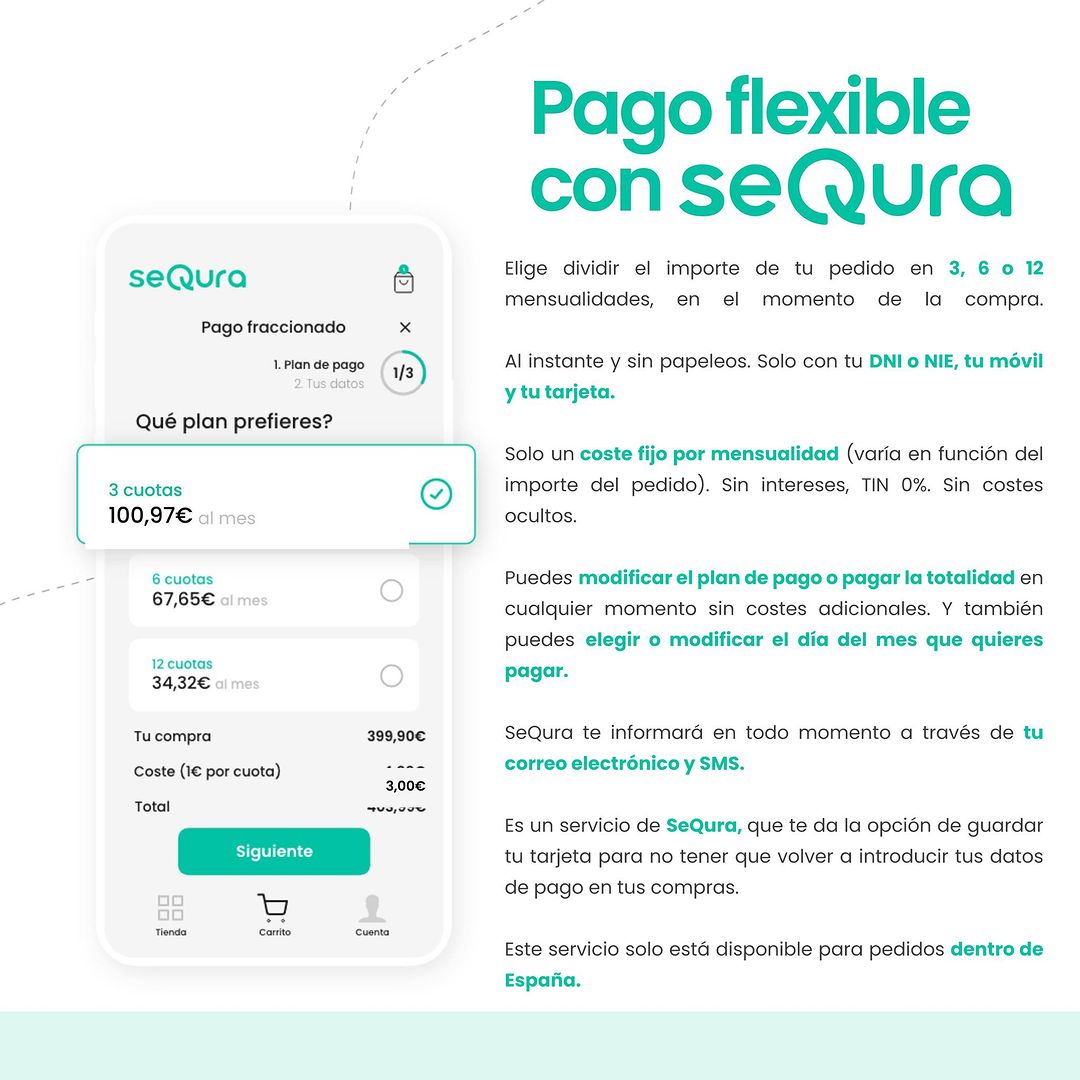 Pago flexible
con seQura
Elige dividir el importe de tu pedido en 3, 6 o 12
mensualidades, en el momento de la compra.
Al instante y sin papeleos. Solo con tu DNI o NIE, tu móvil
y tu tarjeta.
Solo un coste fijo por mensualidad (varía en función del
importe del pedido). Sin intereses, TIN 0%. Sin costes
ocultos.
Puedes modificar el plan de pago o pagar la totalidad en
cualquier momento sin costes adicionales. Y también
puedes elegir o modificar el día del mes que quieres
pagar.
SeQura te informará en todo momento a través de tu
correo electrónico y SMS.
Es un servicio de SeQura, que te da la opción de guardar
tu tarjeta para no tener que volver a introducir tus datos
de pago en tus compras.
Este servicio solo está disponible para pedidos dentro de
España.
seQura
1
Pago fraccionado
1. Plan de pago
2. Tus datos
1/3
Qué plan prefieres?
3 cuotas
100,97€ al mes
6 cuotas
67,65€ al mes
12 cuotas
34,32€ al mes
Tu compra 399,90€
Coste (1€ por cuota)
3,00€
Total
Siguiente
Tienda Carrito Cuenta